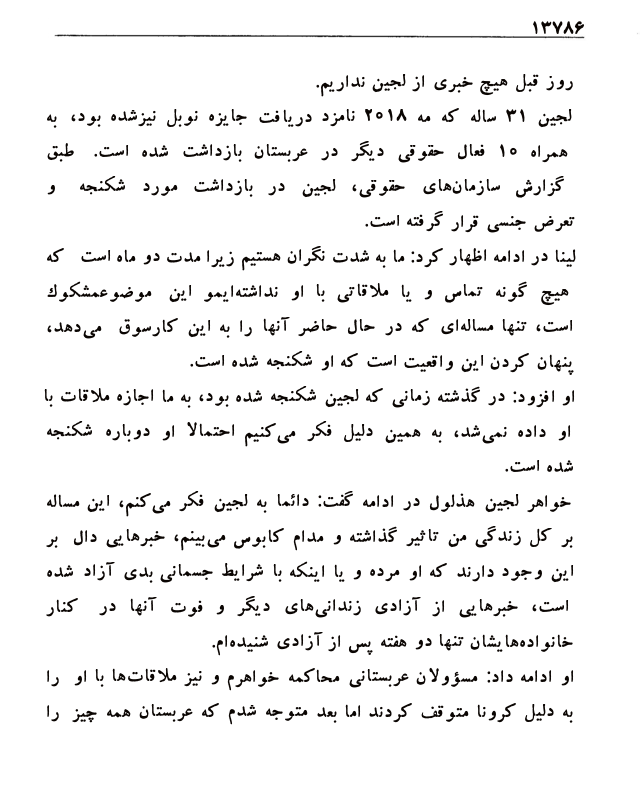 ۱۳۷۸۶
روز قبل هیچ خبری از لجین نداریم.
لجین ۳۱ ساله که مه ۲۰۱۸ نامزد دریافت جایزه نوبل نیزشده بود، به
همراه ۱۰ فعال حقوقی دیگر در عربستان بازداشت شده است. طبق
گزارش سازمان‌های حقوقی، لجین در بازداشت مورد شکنجه و
تعرض جنسی قرار گرفته است.
لینا در ادامه اظهار کرد: ما به شدت نگران هستیم زیرا مدت دو ماه است که
هیچ گونه تماس و یا ملاقاتی با او نداشته‌ایمو این موضوعمشکوك
است، تنها مساله‌ای که در حال حاضر آنها را به این کارسوق می‌دهد،
پنهان کردن این واقعیت است که او شکنجه شده است.
او افزود: در گذشته زمانی که لجین شکنجه شده بود، به ما اجازه ملاقات با
او داده نمی‌شد، به همین دلیل فکر می‌کنیم احتمالا او دوباره شکنجه
شده است.
خواهر لجین هذلول در ادامه گفت: دائما به لجین فکر می‌کنم، این مساله
بر کل زندگی من تاثیر گذاشته و مدام کابوس می‌بینم، خبرهایی دال بر
این وجود دارند که او مرده و یا اینکه با شرایط جسمانی بدی آزاد شده
است، خبرهایی از آزادی زندانی‌های دیگر و فوت آنها در کنار
خانواده‌هایشان تنها دو هفته پس از آزادی شنیده‌ام.
او ادامه داد: مسؤولان عربستانی محاکمه خواهرم و نیز ملاقات‌ها با او را
به دلیل کرونا متوقف کردند اما بعد متوجه شدم که عربستان همه چیز را